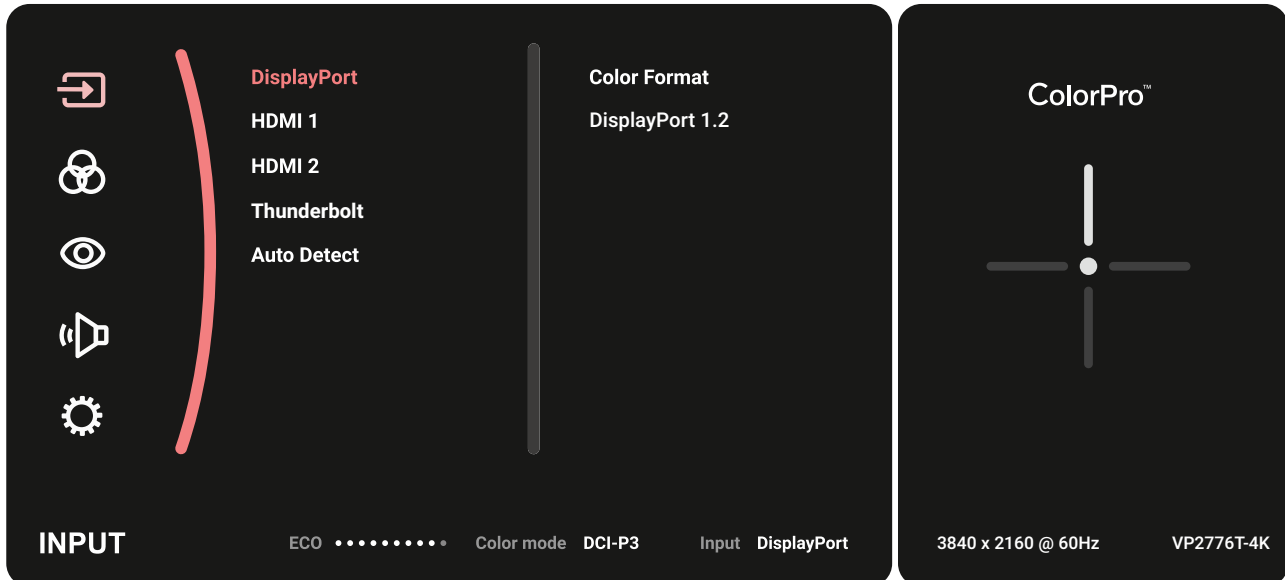 DisplayPort
HDMI 1
HDMI 2
Thunderbolt
Auto Detect
Color Format
DisplayPort 1.2
INPUT
ECO
Color mode DCI-P3
Input DisplayPort
ColorPro™
3840 x 2160 @ 60Hz
VP2776T-4K